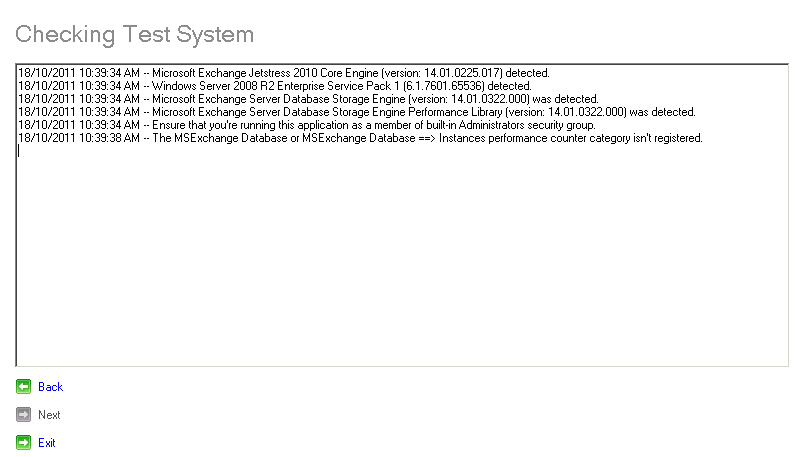 Checking Test System
18/10/2011 10:39:34 AM -- Microsoft Exchange Jetstress 2010 Core Engine (version: 14.01.0225.017) detected.
18/10/2011 10:39:34 AM -- Windows Server 2008 R2 Enterprise Service Pack 1 (6.1.7601.65536) detected.
18/10/2011 10:39:34 AM -- Microsoft Exchange Server Database Storage Engine (version: 14.01.0322.000) was detected.
18/10/2011 10:39:34 AM -- Microsoft Exchange Server Database Storage Engine Performance Library (version: 14.01.0322.000) was detected.
18/10/2011 10:39:34 AM -- Ensure that you're running this application as a member of built-in Administrators security group.
18/10/2011 10:39:38 AM -- The MSExchange Database or MSExchange Database ==> Instances performance counter category isn't registered.
Back
Next
Exit